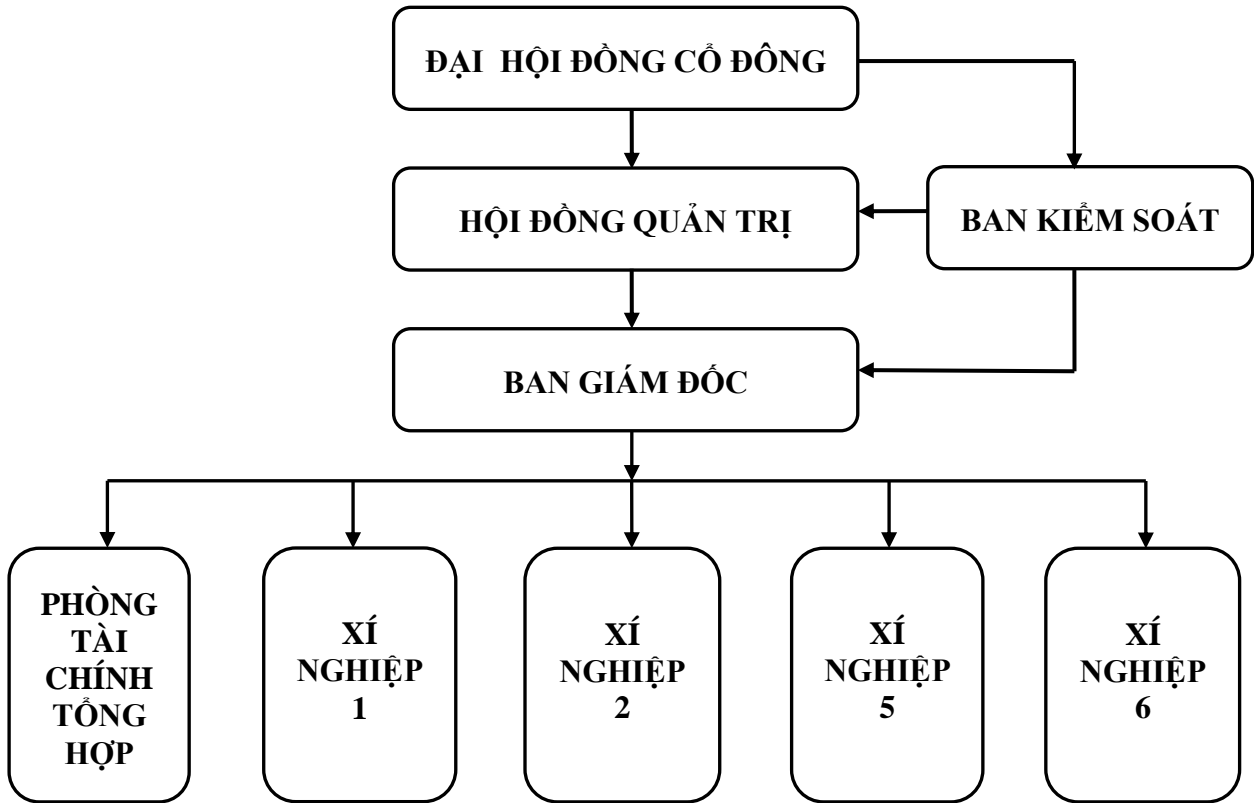 ĐẠI HỘI ĐỒNG CỔ ĐÔNG
HỘI ĐỒNG QUẢN TRỊ
BAN KIỂM SOÁT
BAN GIÁM ĐỐC
PHÒNG
TÀI
CHÍNH
TỔNG
HỢP
XÍ
NGHIỆP
1
XÍ
NGHIỆP
2
XÍ
NGHIỆP
5
XÍ
NGHIỆP
6